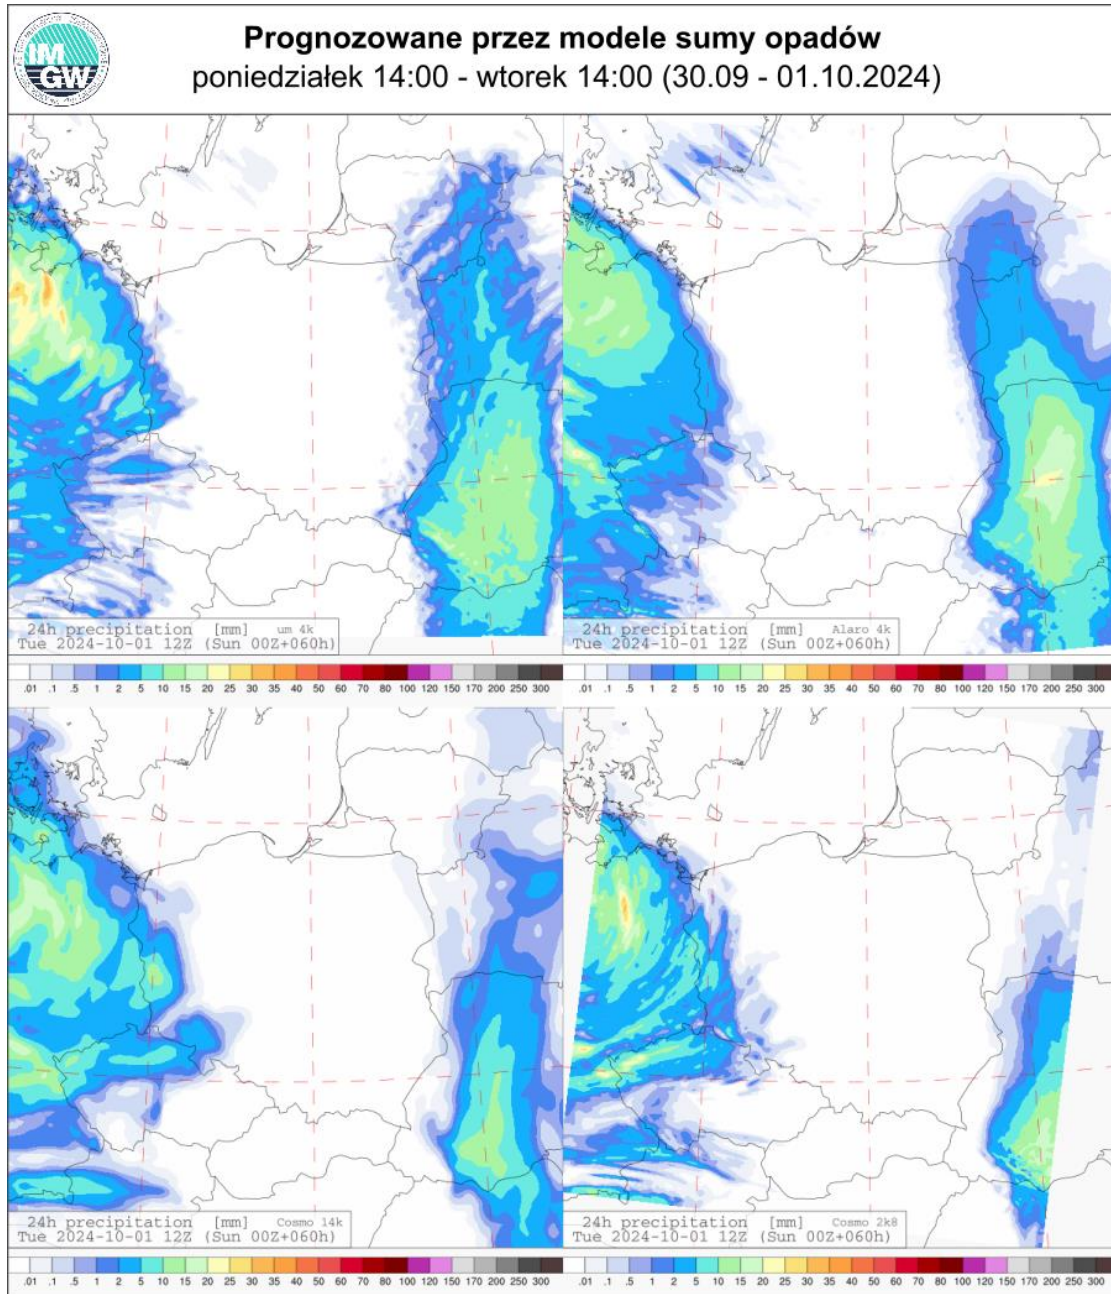 IM
GW
Prognozowane przez modele sumy opadów
poniedziałek 14:00 - wtorek 14:00 (30.09 - 01.10.2024)
24h precipitation [mm] um 4k
Tue 2024-10-01 12Z (Sun 00Z+060h)
24h precipitation [mm] Alaro 4k
Tue 2024-10-01 12Z (Sun 00Z+060h)
.01 .1 .5 1 2 5 10 15 20 25 30 35 40 50 60 70 80 100 120 150 170 200 250 300
.01 .1 .5 1 2 5 10 15 20 25 30 35 40 50 60 70 80 100 120 150 170 200 250 300
24h precipitation [mm] Cosmo 14k
Tue 2024-10-01 12Z (Sun 00Z+060h)
24h precipitation [mm] Cosmo 2k8
Tue 2024-10-01 12Z (Sun 00Z+060h)
.01 .1 .5 1 2 5 10 15 20 25 30 35 40 50 60 70 80 100 120 150 170 200 250 300
.01 .1 .5 1 2 5 10 15 20 25 30 35 40 50 60 70 80 100 120 150 170 200 250 300